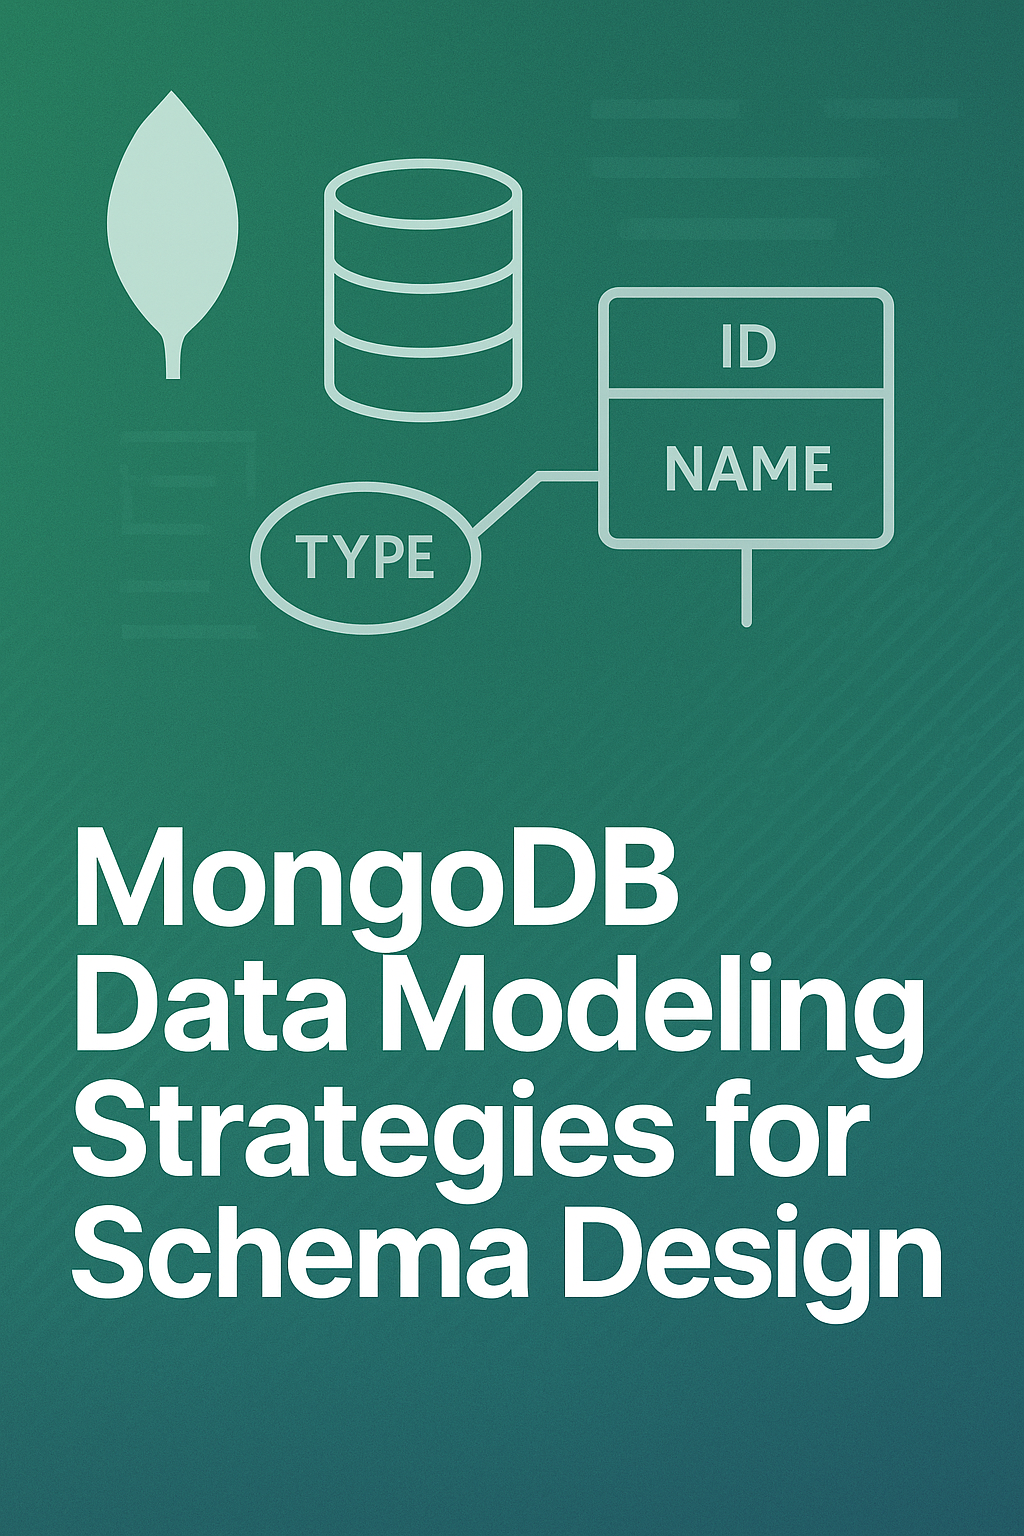 ID
NAME
TYPE
MongoDB
Data Modeling
Strategies for
Schema Design